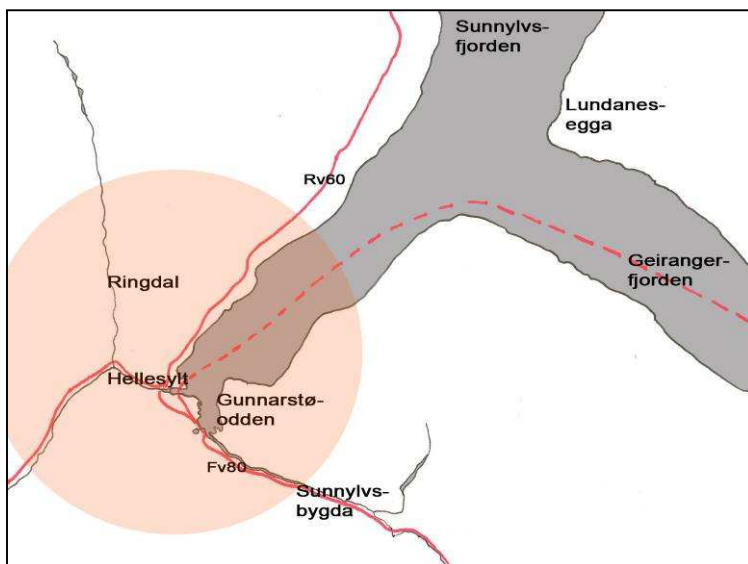 Sunnylvs-
fjorden
Lundanes-
egga
Rv60
Geiranger-
fjorden
Ringdal
Hellesylt
Gunnarstø-
odden
Fv80
Sunnylvs-
bygda